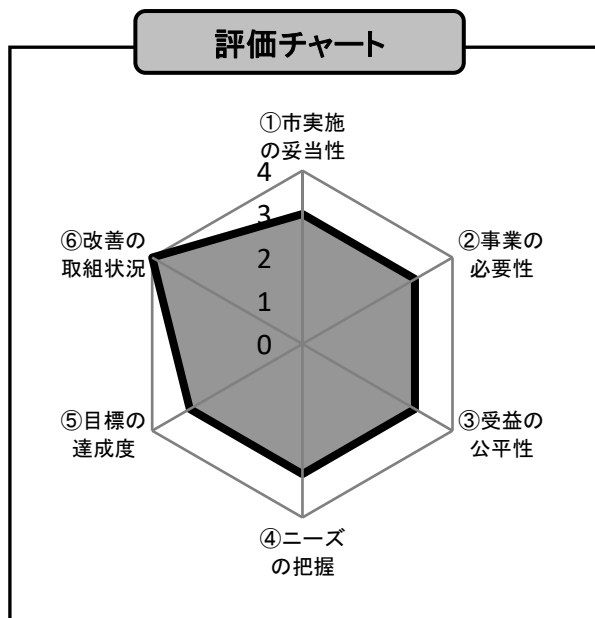 評価チャート
①市実施
の妥当性
4
3
2
1
0
②事業の
必要性
③受益の
公平性
④ニーズ
の把握
⑤目標の
達成度
⑥改善の
取組状況